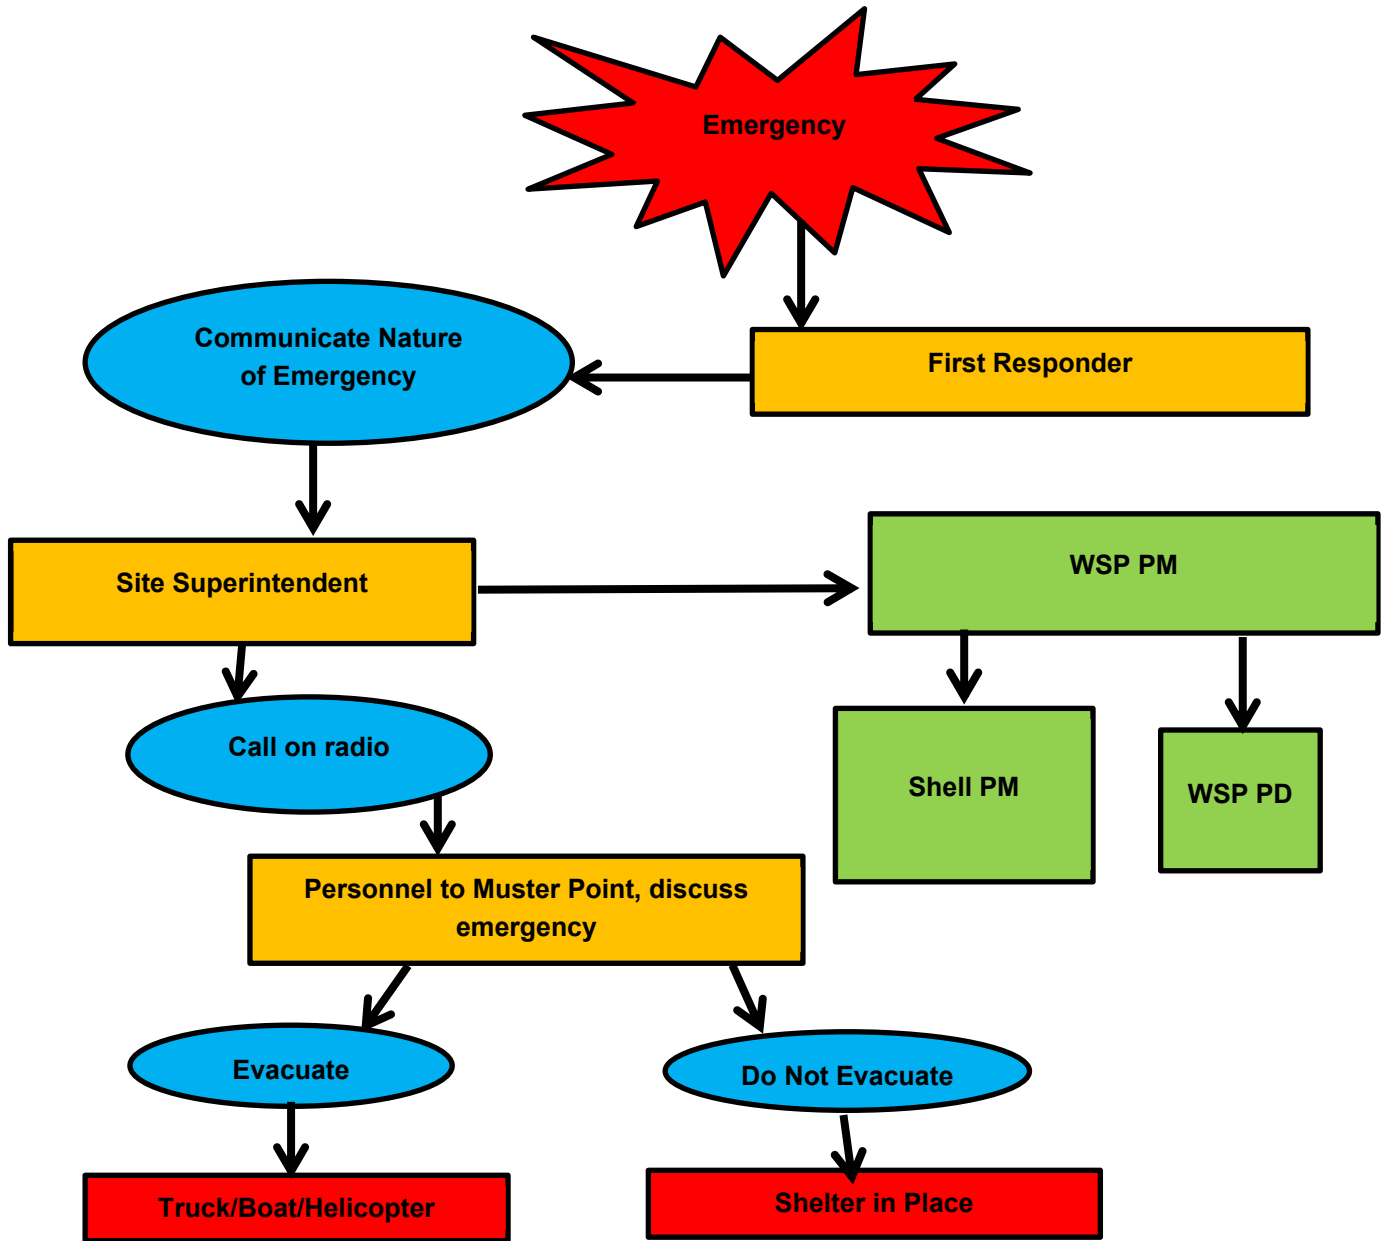 Emergency
Communicate Nature
of Emergency
First Responder
Site Superintendent
WSP PM
Call on radio
Shell PM
WSP PD
Personnel to Muster Point, discuss
emergency
Evacuate
Do Not Evacuate
Truck/Boat/Helicopter
Shelter in Place